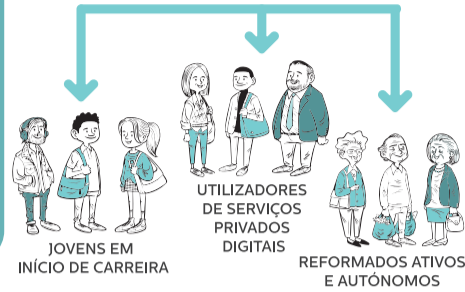 JOVENS EM
INÍCIO DE CARREIRA
UTILIZADORES
DE SERVIÇOS
PRIVADOS
DIGITAIS
REFORMADOS ATIVOS
E AUTÓNOMOS